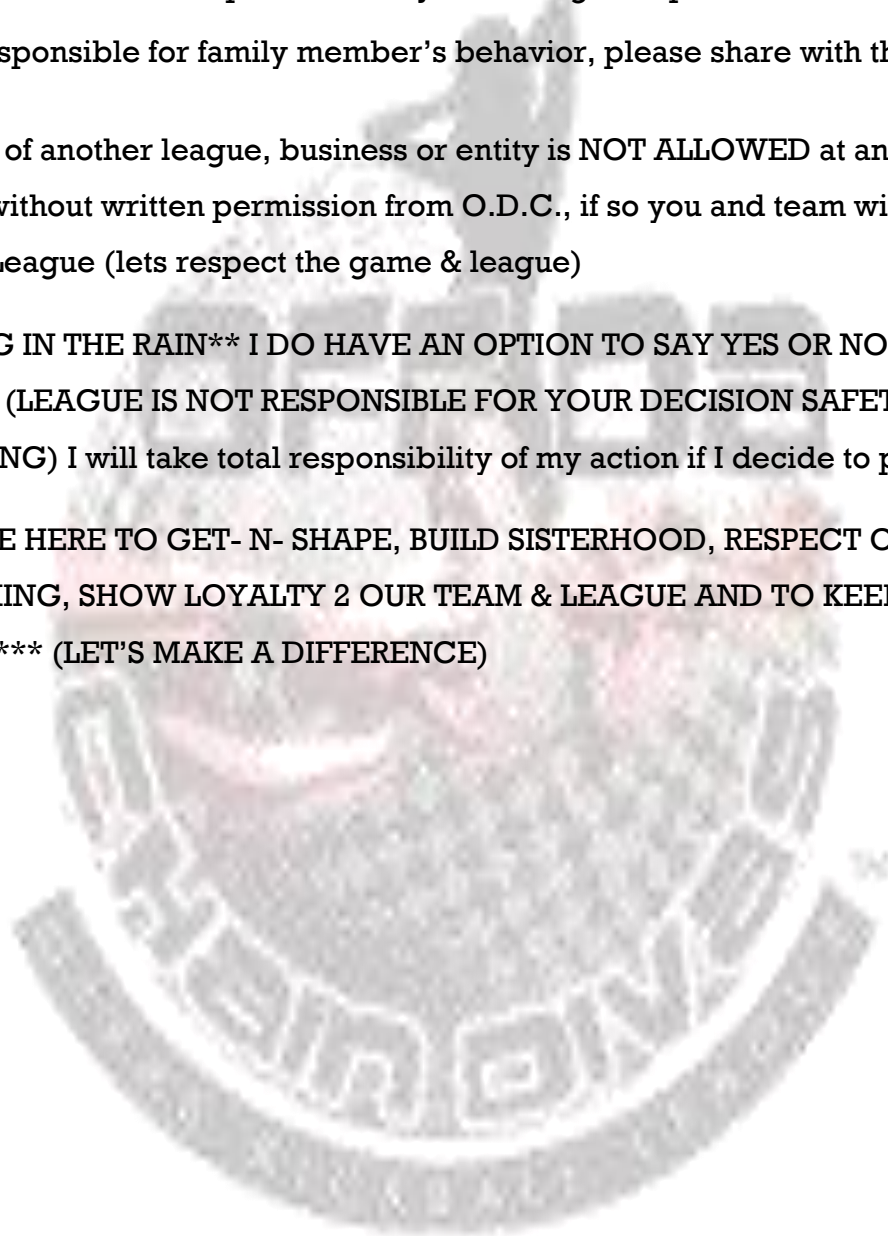 sponsible for family member's behavior, please share with th
of another league, business or entity is NOT ALLOWED at an
without written permission from O.D.C., if so you and team wi
League (lets respect the game & league)
G IN THE RAIN** I DO HAVE AN OPTION TO SAY YES OR NO
(LEAGUE IS NOT RESPONSIBLE FOR YOUR DECISION SAFET
NG) I will take total responsibility of my action if I decide to p
E HERE TO GET- N- SHAPE, BUILD SISTERHOOD, RESPECT O
ING, SHOW LOYALTY 2 OUR TEAM & LEAGUE AND TO KEEP
*** (LET'S MAKE A DIFFERENCE)
CHEIN DIVES